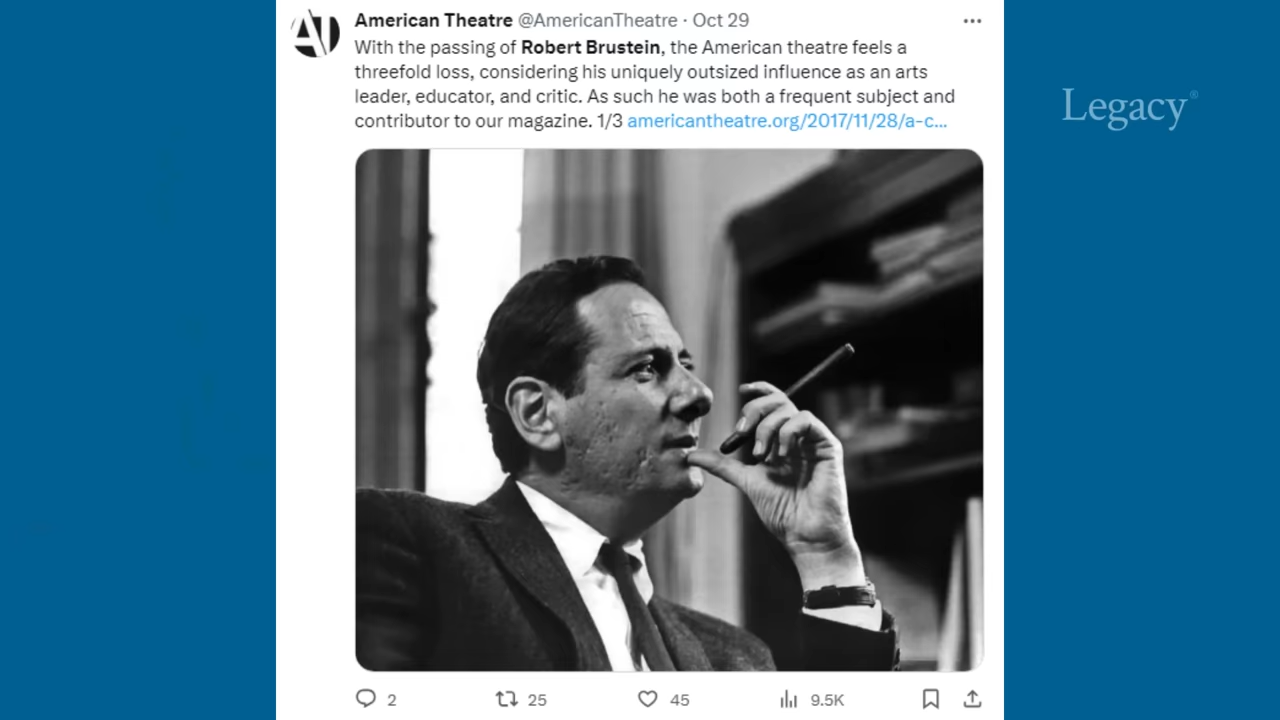 AT
American Theatre @AmericanTheatre · Oct 29
With the passing of Robert Brustein, the American theatre feels a
threefold loss, considering his uniquely outsized influence as an arts
leader, educator, and critic. As such he was both a frequent subject and
contributor to our magazine. 1/3 americantheatre.org/2017/11/28/a-c...
Legacy®
2 25 45 9.5K